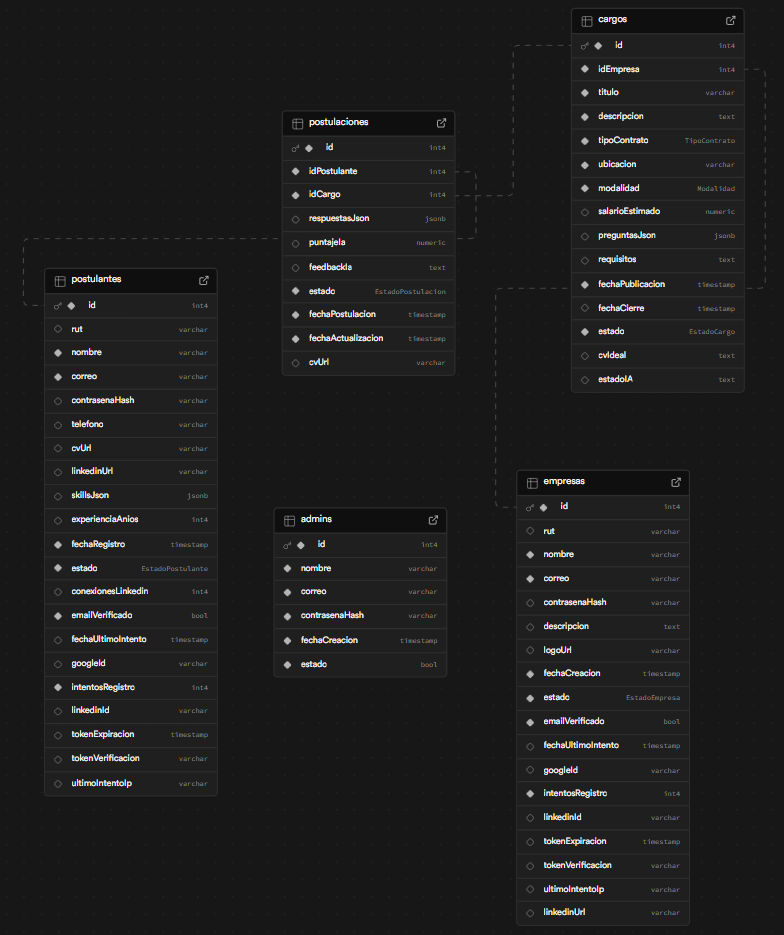 cargos
id int4
idEmpresa int4
titulo varchar
descripcion text
tipoContrato TipoContrato
ubicacion varchar
modalidad Modalidad
salarioEstimado numeric
preguntasJson jsonb
requisitos text
fechaPublicacion timestamp
fechaCierre timestamp
estado EstadoCargo
cvIdeal text
estadoIA text
postulaciones
id int4
idPostulante int4
idCargo int4
respuestasJson jsonb
puntajeIa numeric
feedbackIa text
estado EstadoPostulacion
fechaPostulacion timestamp
fechaActualizacion timestamp
cvUrl varchar
postulantes
id int4
rut varchar
nombre varchar
correo varchar
contrasenaHash varchar
telefono varchar
cvUrl varchar
linkedinUrl varchar
skillsJson jsonb
experienciaAnios int4
fechaRegistro timestamp
estado EstadoPostulante
conexionesLinkedin int4
emailVerificado bool
fechaUltimoIntento timestamp
googleId varchar
intentosRegistro int4
linkedinId varchar
tokenExpiracion timestamp
tokenVerificacion varchar
ultimoIntentoIp varchar
admins
id int4
nombre varchar
correo varchar
contrasenaHash varchar
fechaCreacion timestamp
estado bool
empresas
id int4
rut varchar
nombre varchar
correo varchar
contrasenaHash varchar
descripcion text
logoUrl varchar
fechaCreacion timestamp
estado EstadoEmpresa
emailVerificado bool
fechaUltimoIntento timestamp
googleId varchar
intentosRegistro int4
linkedinId varchar
tokenExpiracion timestamp
tokenVerificacion varchar
ultimoIntentoIp varchar
linkedinUrl varchar